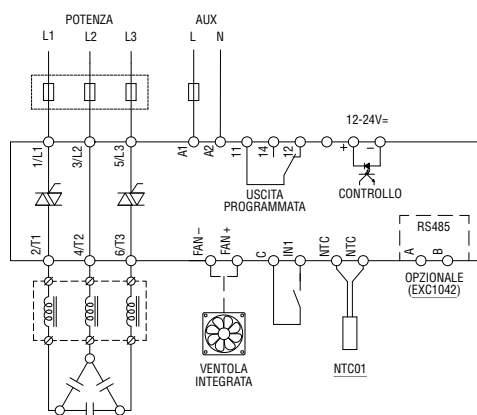 POTENZA
AUX
L1
L2
L3
L
N
12-24V=
1/L1
3/L2
5/L3
A1
A2
11
14
12
+
–
USCITA
PROGRAMMATA
CONTROLLO
2/T1
4/T2
6/T3
FAN -
FAN +
C
IN1
NTC
NTC
RS485
A
B
OPZIONALE
(EXC1042)
VENTOLA
INTEGRATA
NTC01